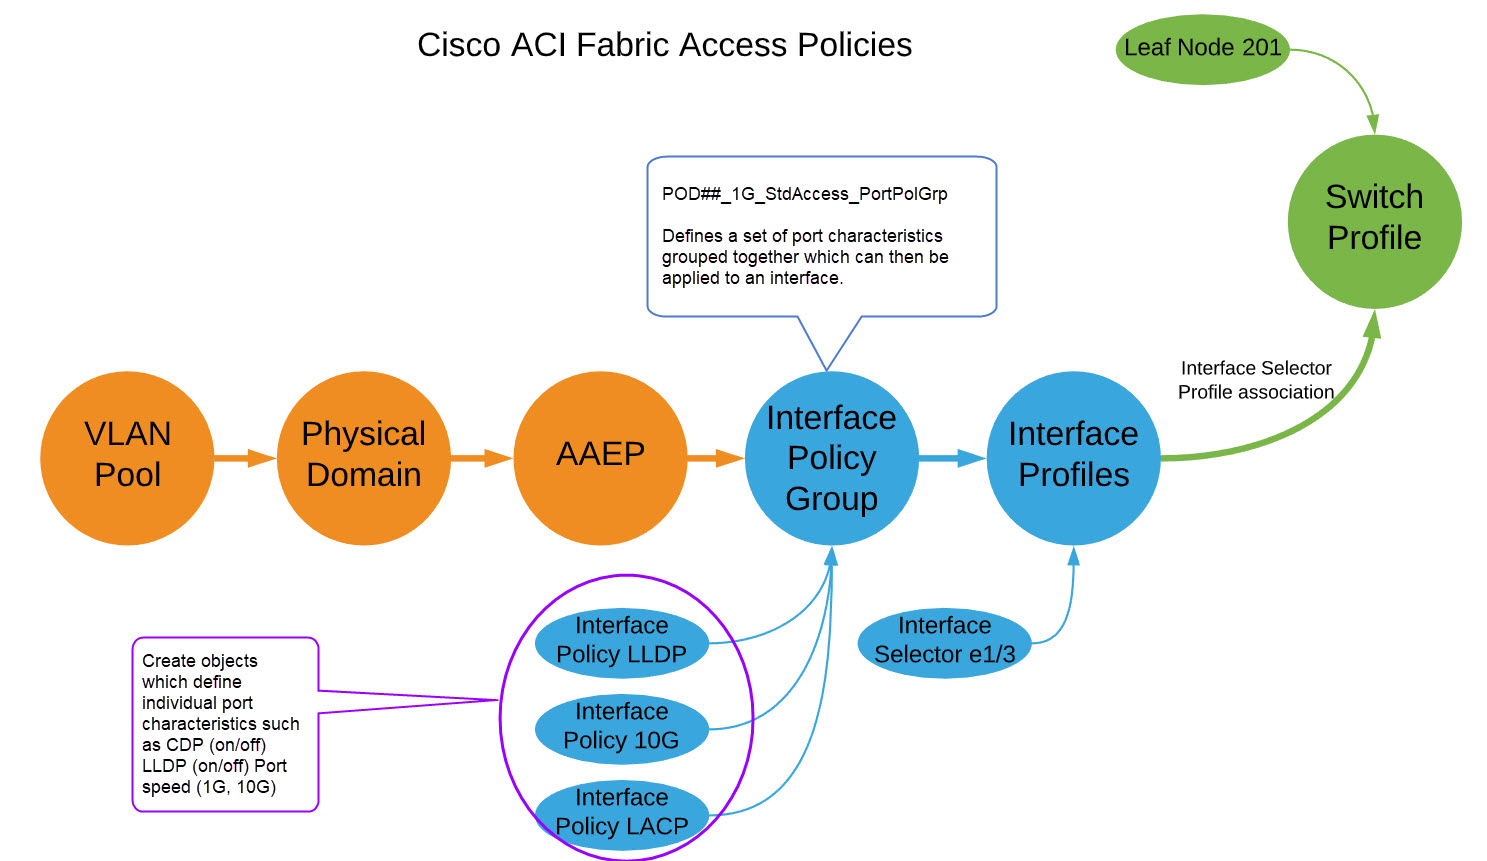 Cisco ACI Fabric Access Policies
Leaf Node 201
Switch
Profile
POD##_1G_StdAccess_PortPolGrp
Defines a set of port characteristics
grouped together which can then be
applied to an interface.
Interface Selector
Profile association
VLAN
Pool
Physical
Domain
AAEP
Interface
Policy
Group
Interface
Profiles
Interface
Policy LLDP
Interface
Selector e1/3
Create objects
which define
individual port
characteristics such
as CDP (on/off)
LLDP (on/off) Port
speed (1G, 10G)
Interface
Policy 10G
Interface
Policy LACP